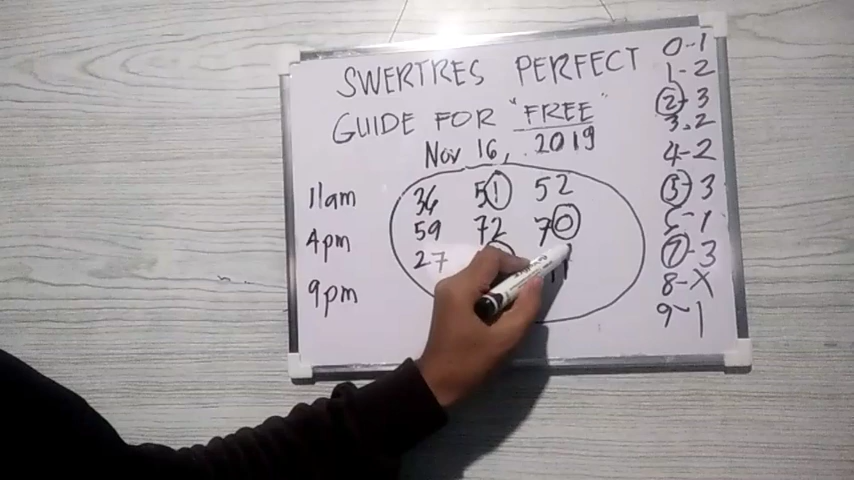 SWERTRES PERFECT
GUIDE FOR "FREE"
Nov 16, 2019
11am 36 51 52
4pm 59 72 70
27
9pm
0-1
1-2
2-3
3-2
4-2
5-3
6-1
7-3
8-X
9-1